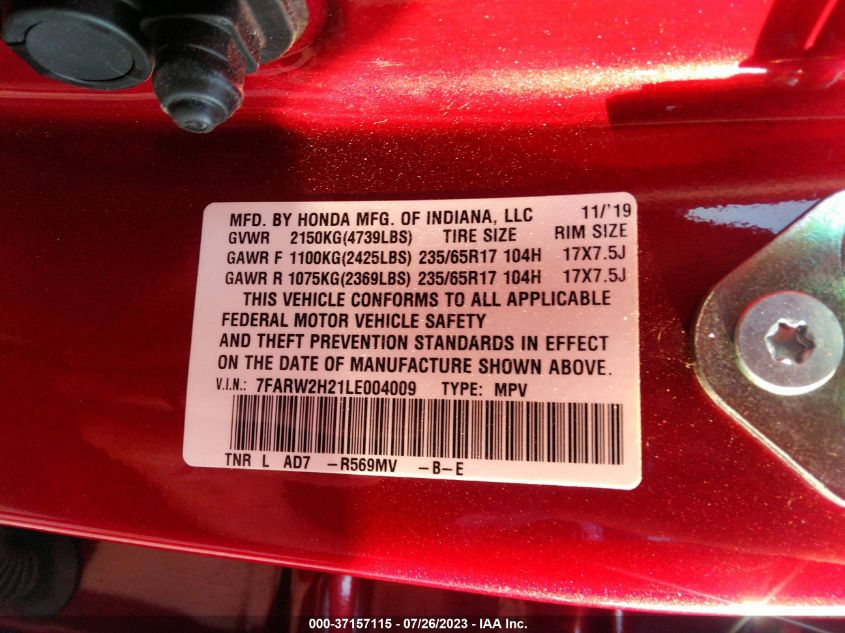 MFD. BY HONDA MFG. OF INDIANA, LLC 11/'19
GVWR 2150KG(4739LBS) TIRE SIZE RIM SIZE
GAWR F 1100KG(2425LBS) 235/65R17 104H 17X7.5J
GAWR R 1075KG(2369LBS) 235/65R17 104H 17X7.5J
THIS VEHICLE CONFORMS TO ALL APPLICABLE
FEDERAL MOTOR VEHICLE SAFETY
AND THEFT PREVENTION STANDARDS IN EFFECT
ON THE DATE OF MANUFACTURE SHOWN ABOVE.
V.I.N.: 7FARW2H21LE004009 TYPE: MPV
TNR L AD7 -R569MV -B-E
000-37157115 - 07/26/2023 - IAA Inc.